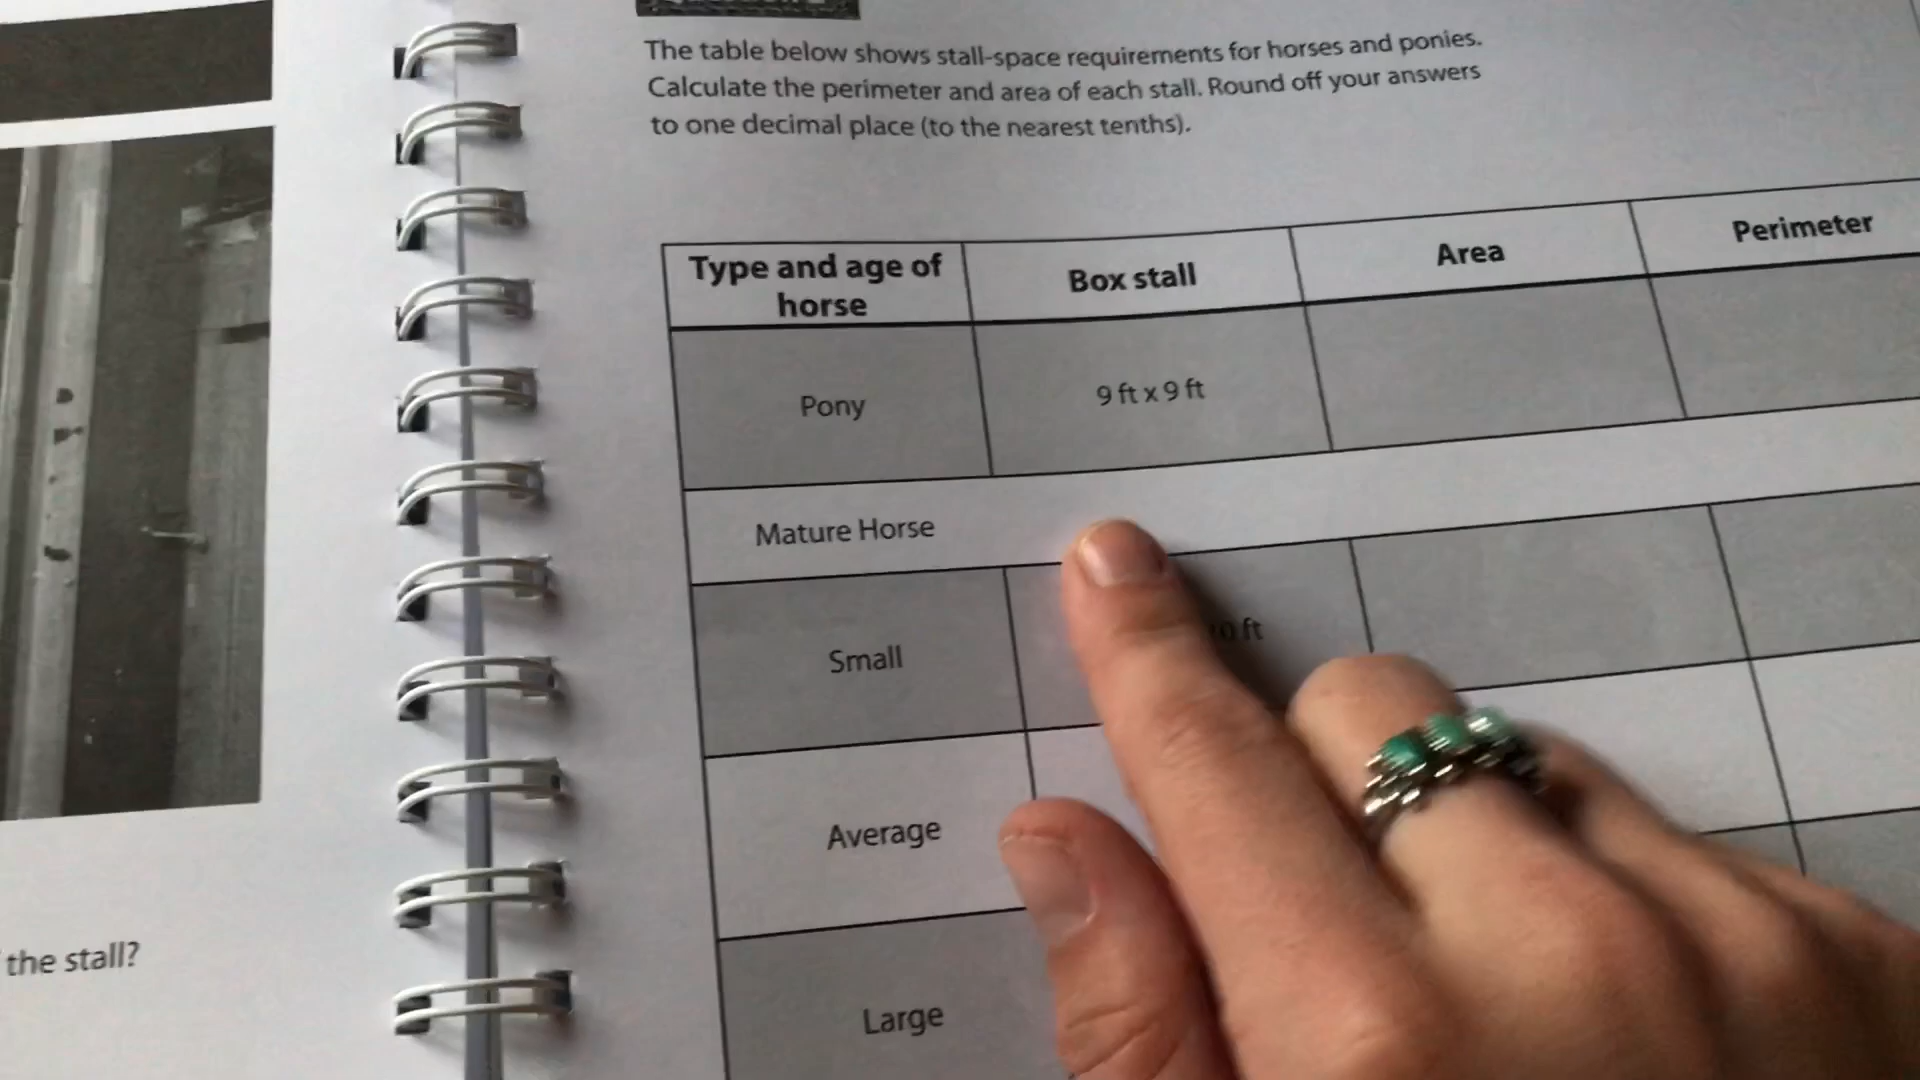 The table below shows stall-space requirements for horses and ponies.
Calculate the perimeter and area of each stall. Round off your answers
to one decimal place (to the nearest tenths).
Type and age of
horse
Box stall
Area
Perimeter
Pony
9 ft x 9 ft
Mature Horse
Small
0 ft
Average
Large
the stall?